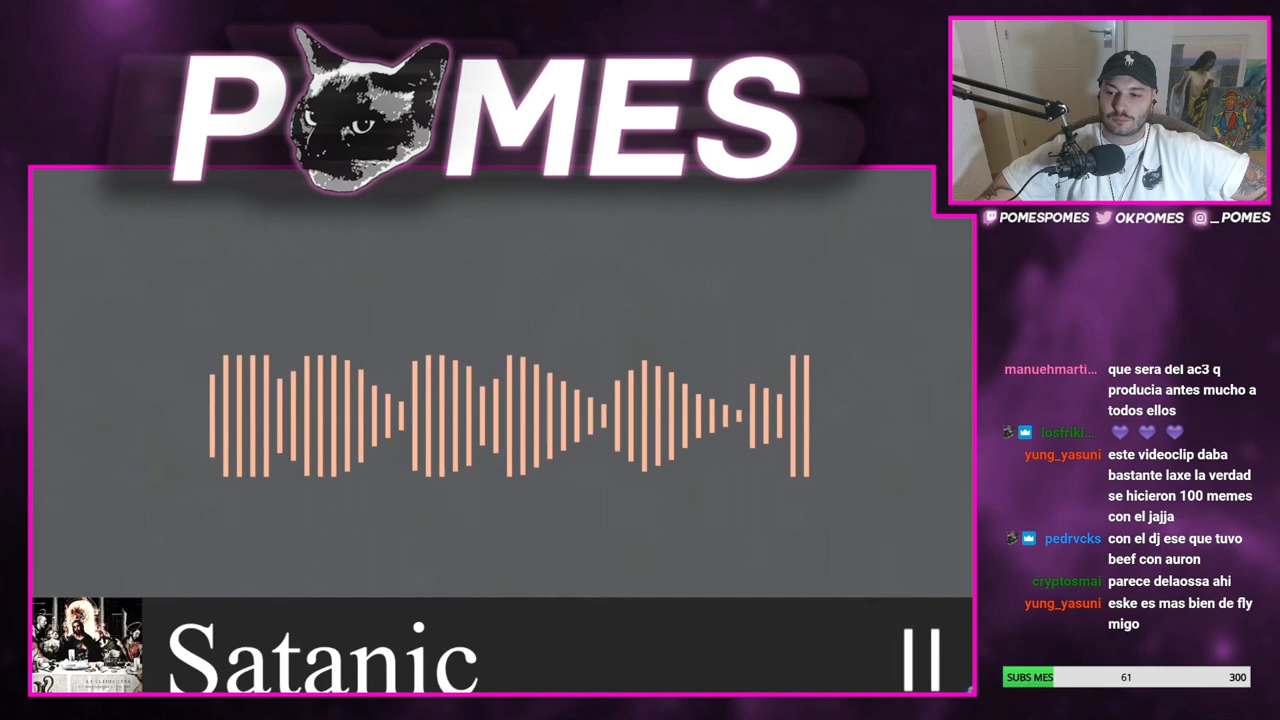 POMES
POMESPOMES OKPOMES _POMES
manuehmarti... que sera del ac3 q
producia antes mucho a
todos ellos
losfriki...
yung_yasuni este videoclip daba
bastante laxe la verdad
se hicieron 100 memes
con el jajja
pedrvcks con el dj ese que tuvo
beef con auron
cryptosmai parece delaossa ahi
yung_yasuni eske es mas bien de fly
migo
SUBS MES 61 300
Satanic
LA ULTIMA CENA